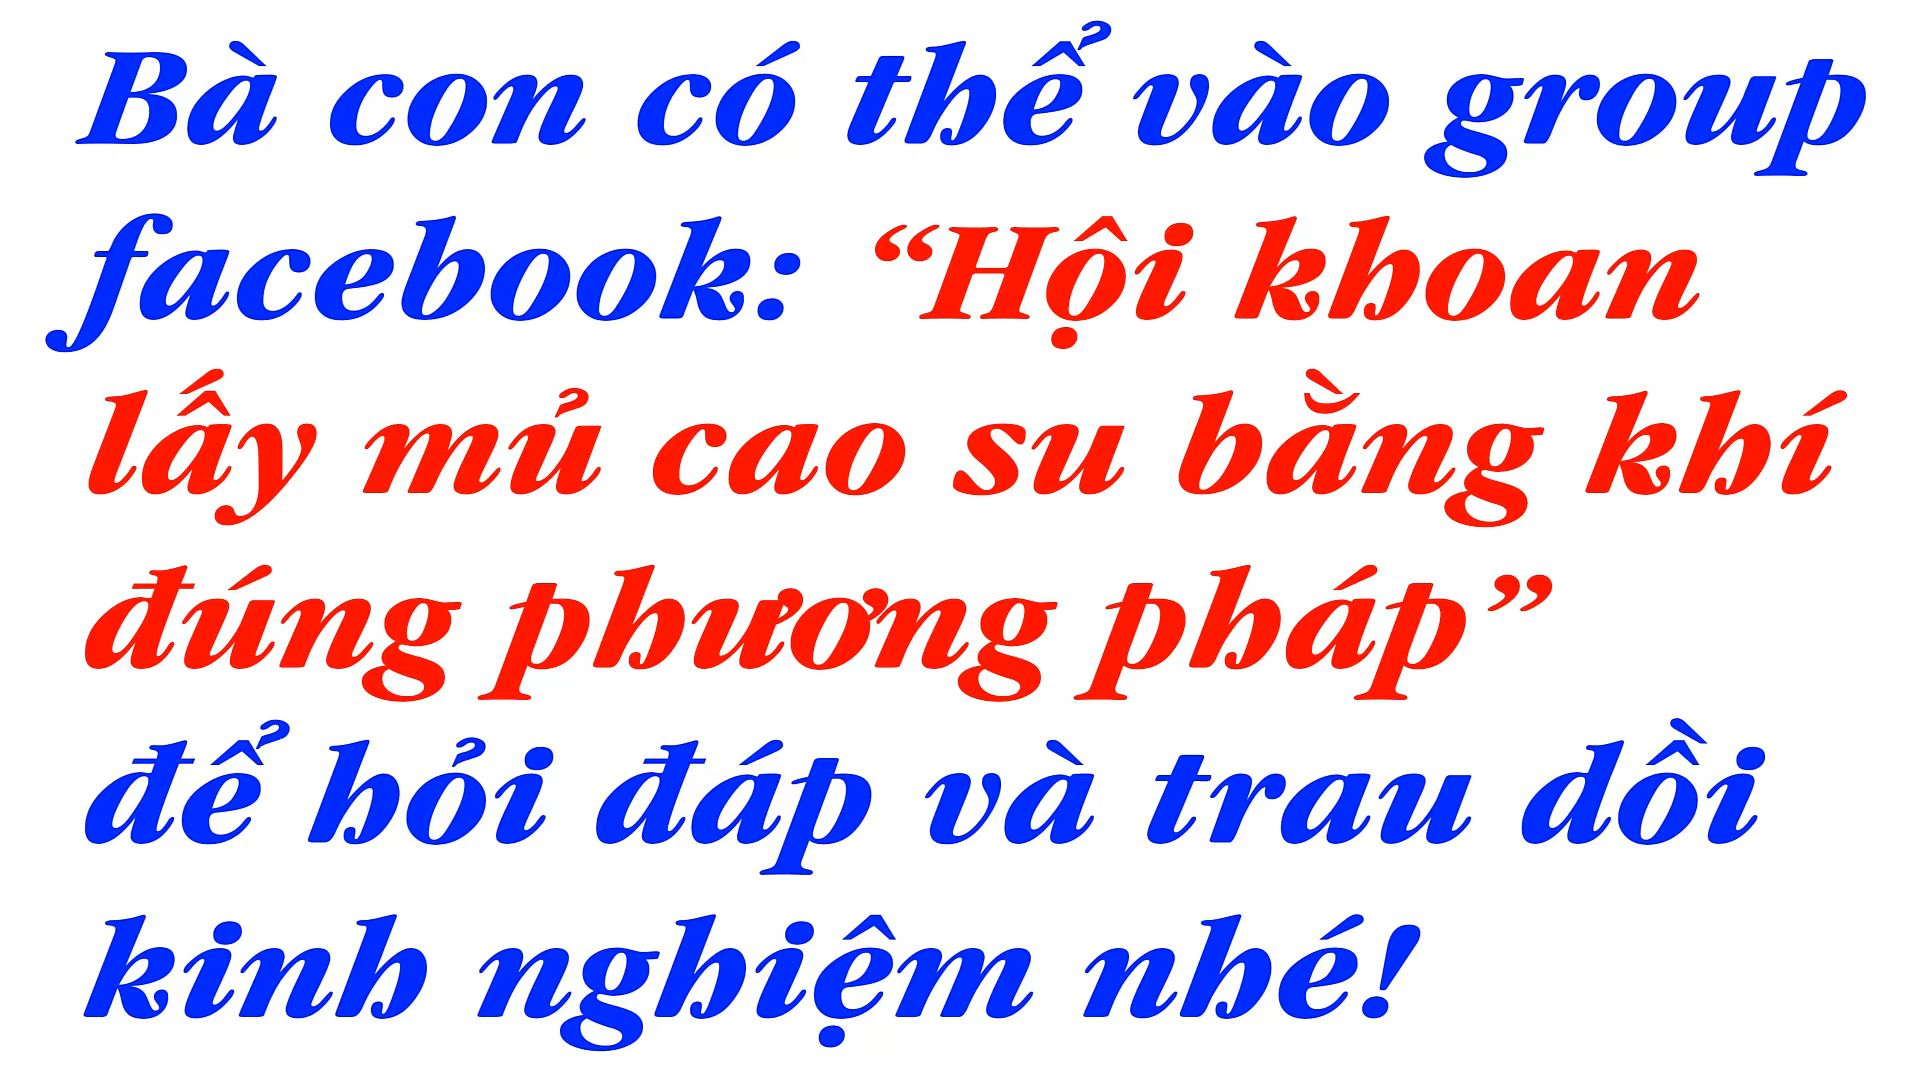 Bà con có thể vào group
facebook: “Hội khoan
lấy mủ cao su bằng khí
đúng phương pháp”
để hỏi đáp và trau dồi
kinh nghiệm nhé!